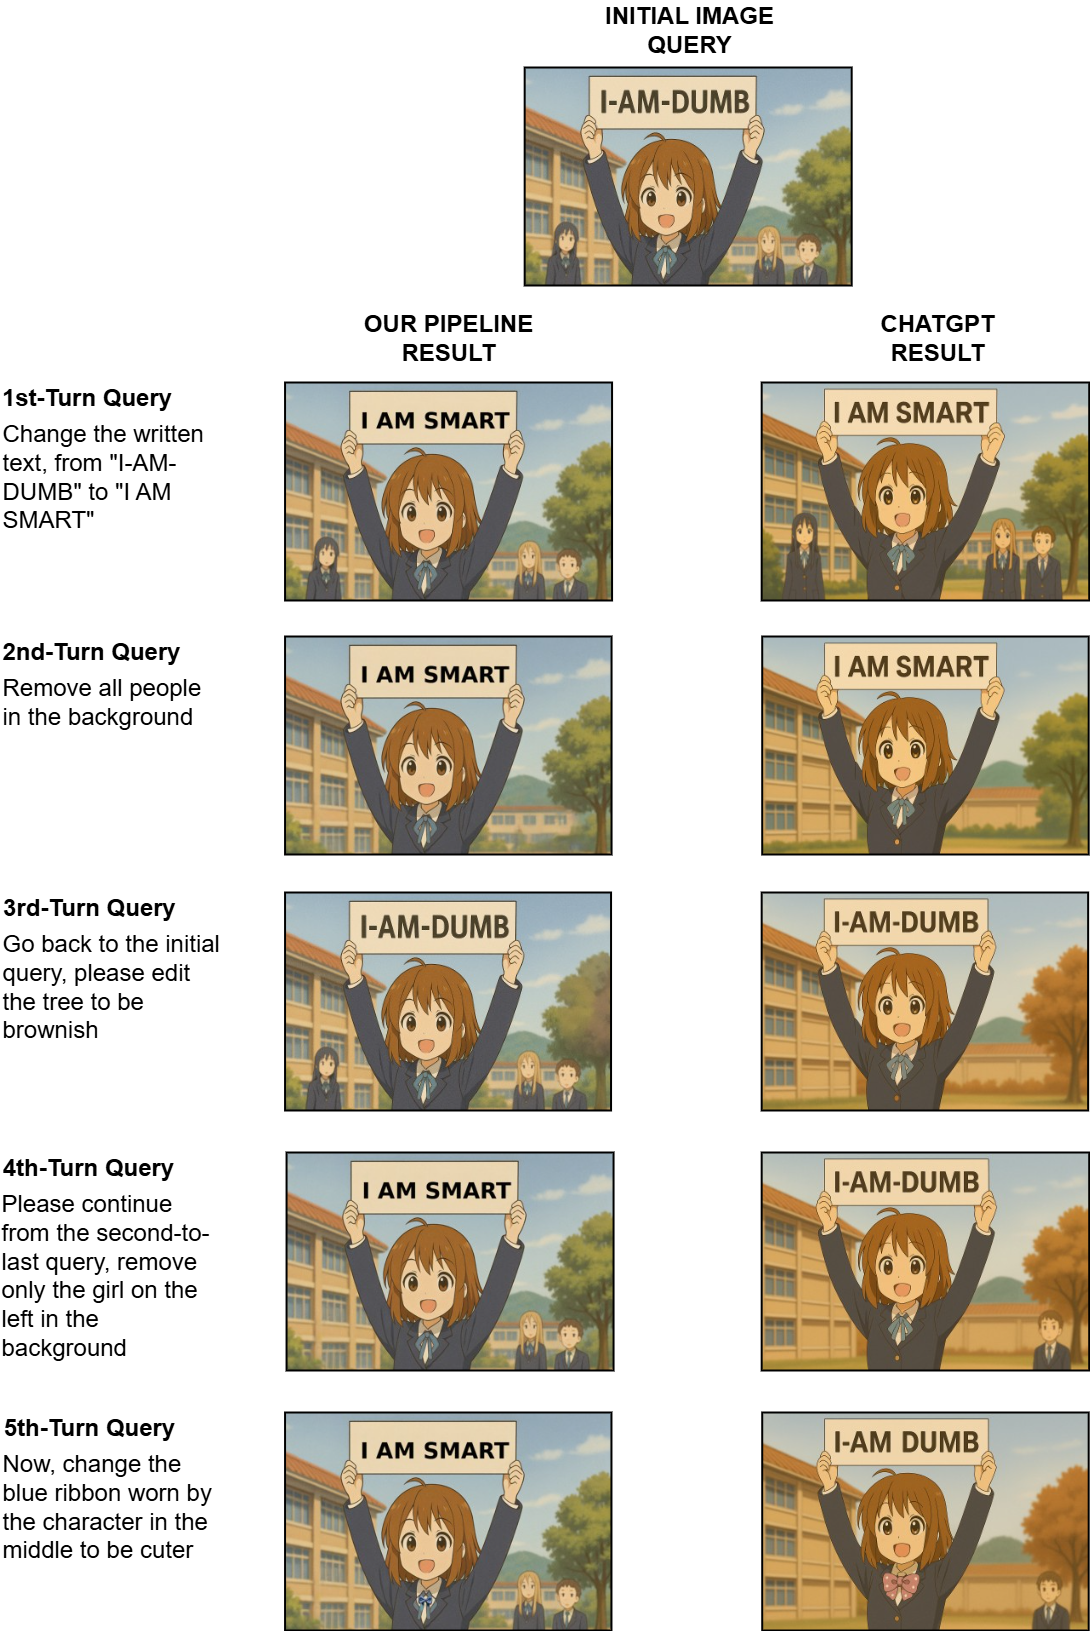 INITIAL IMAGE
QUERY
I-AM-DUMB
OUR PIPELINE
RESULT
CHATGPT
RESULT
1st-Turn Query
Change the written
text, from "I-AM-
DUMB" to "I AM
SMART"
I AM SMART
I AM SMART
2nd-Turn Query
Remove all people
in the background
I AM SMART
I AM SMART
3rd-Turn Query
Go back to the initial
query, please edit
the tree to be
brownish
I-AM-DUMB
I-AM-DUMB
4th-Turn Query
Please continue
from the second-to-
last query, remove
only the girl on the
left in the
background
I AM SMART
I-AM-DUMB
5th-Turn Query
Now, change the
blue ribbon worn by
the character in the
middle to be cuter
I AM SMART
I-AM DUMB